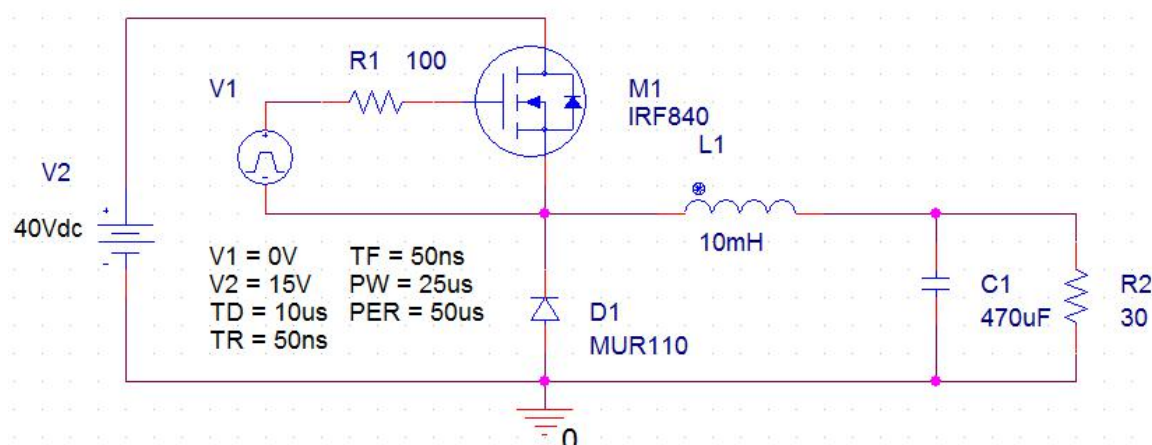 R1 100
V1
M1
IRF840
L1
V2
40Vdc
10mH
V1 = 0V
V2 = 15V
TD = 10us
TR = 50ns
TF = 50ns
PW = 25us
PER = 50us
D1
MUR110
C1
470uF
R2
30
0